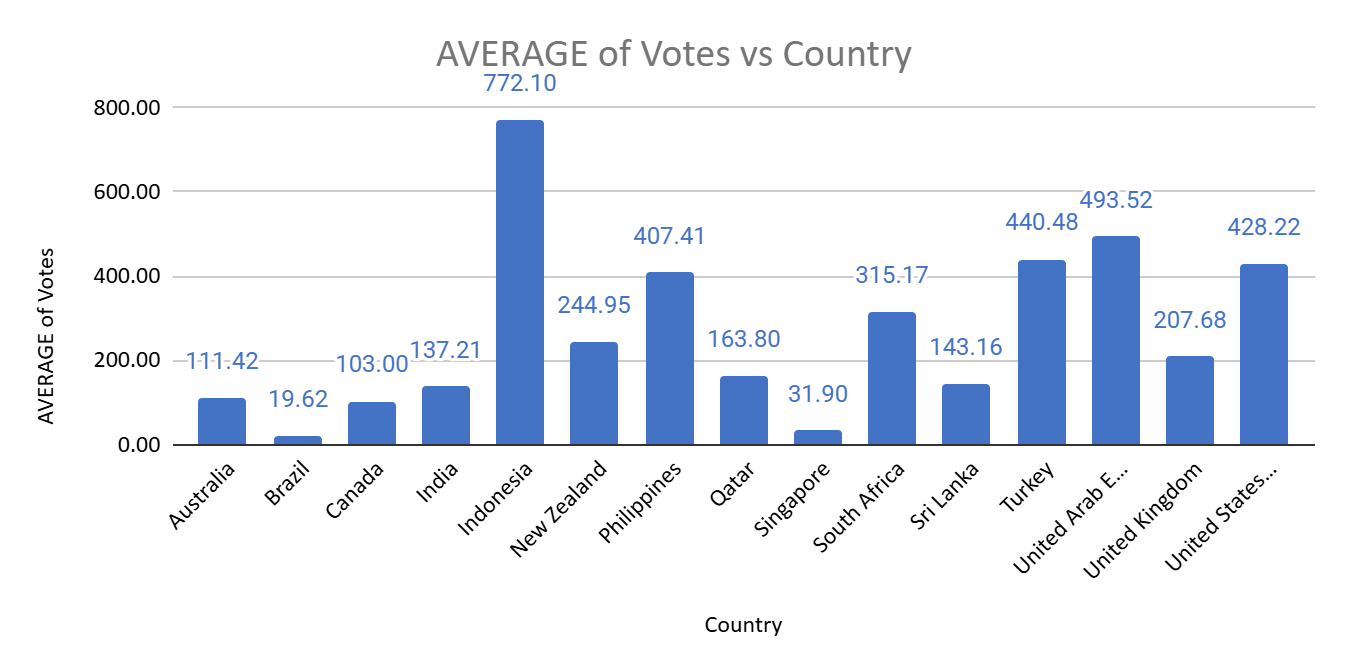 AVERAGE of Votes vs Country
AVERAGE of Votes
800.00
600.00
400.00
200.00
0.00
772.10
111.42
19.62
103.00
137.21
244.95
407.41
163.80
31.90
315.17
143.16
440.48
493.52
207.68
428.22
Australia
Brazil
Canada
India
Indonesia
New Zealand
Philippines
Qatar
Singapore
South Africa
Sri Lanka
Turkey
United Arab E...
United Kingdom
United States...
Country